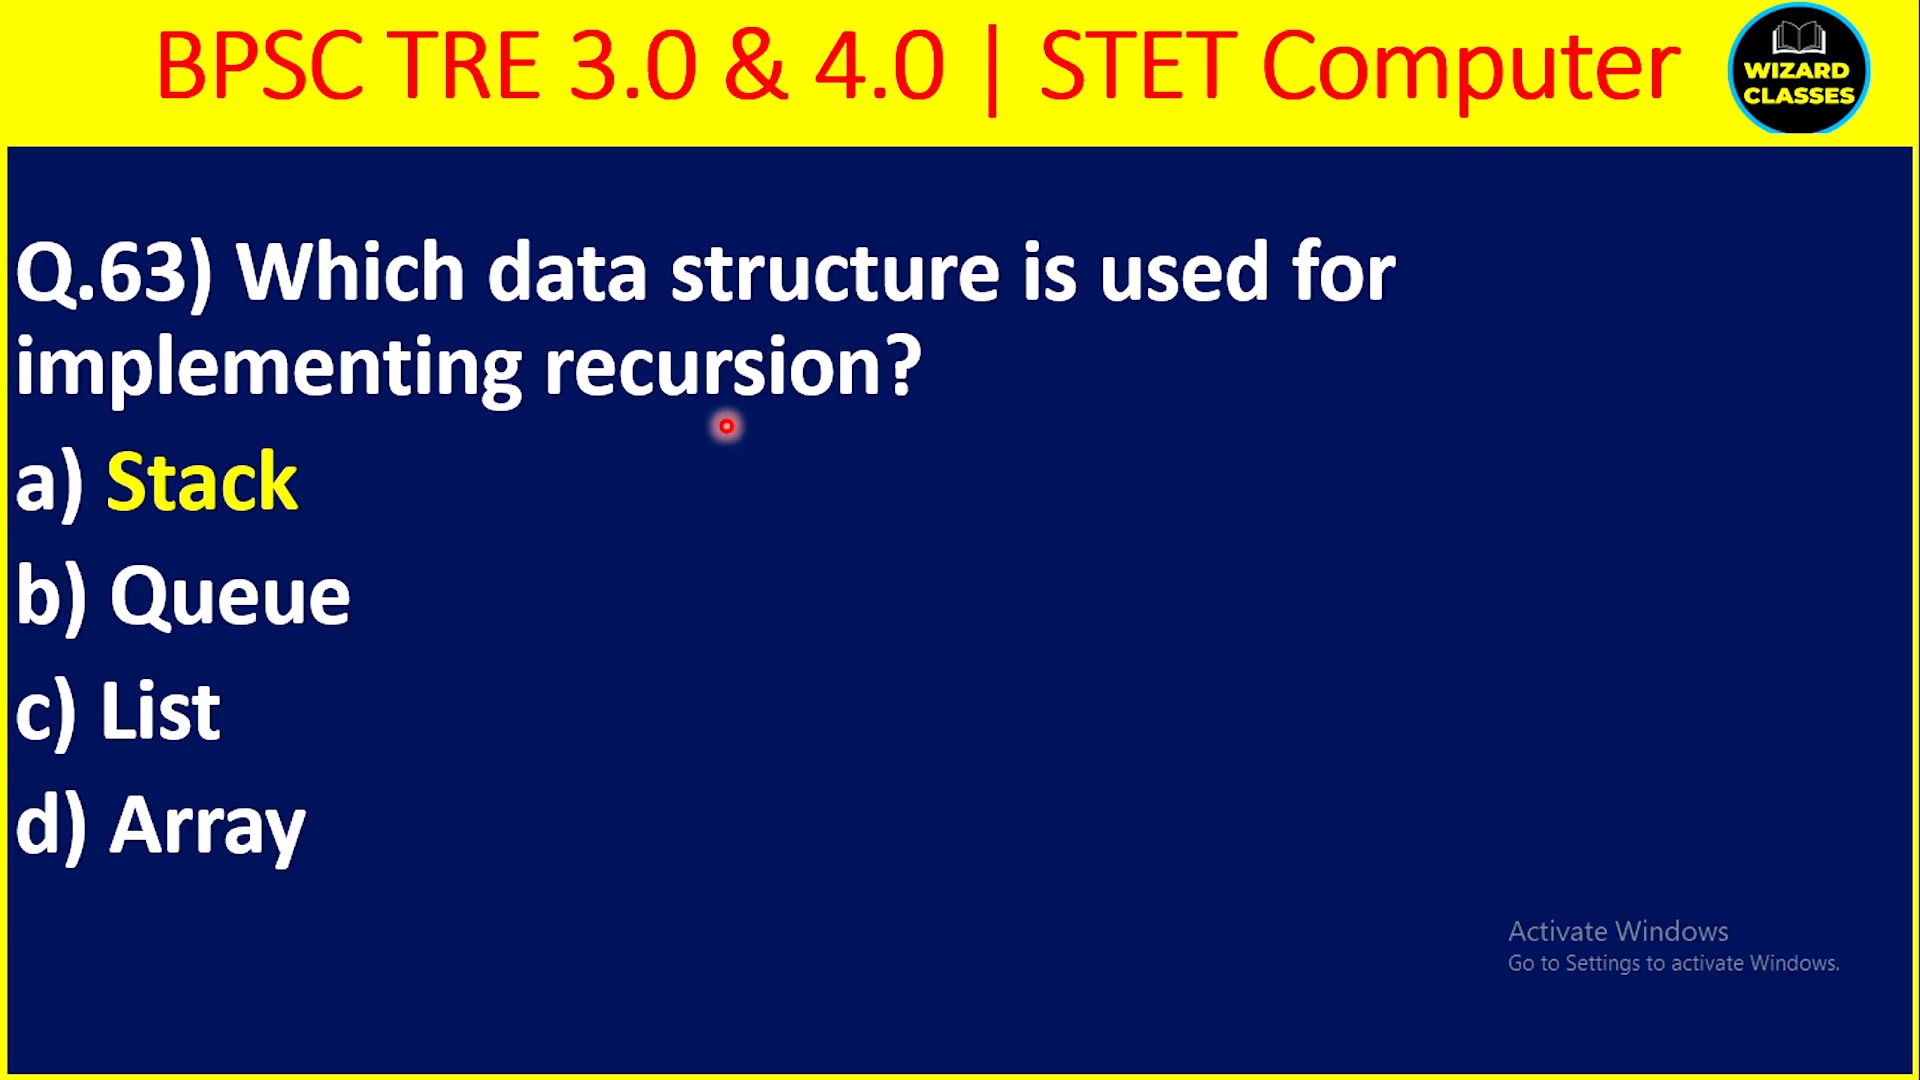 BPSC TRE 3.0 & 4.0 | STET Computer
WIZARD
CLASSES
Q.63) Which data structure is used for
implementing recursion?
a) Stack
b) Queue
c) List
d) Array
Activate Windows
Go to Settings to activate Windows.